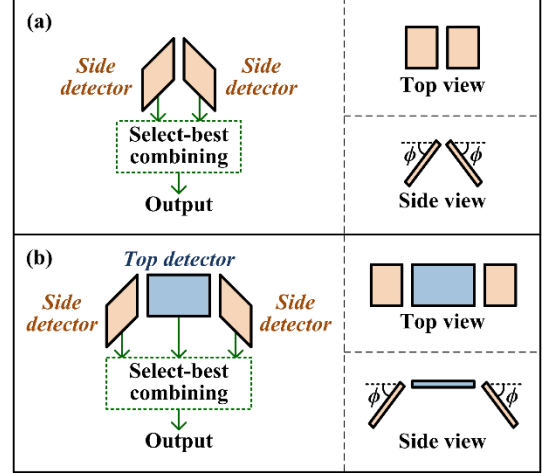 (a)
Side
detector
Side
detector
Select-best
combining
Output
Top view
ϕ
ϕ
Side view
(b)
Top detector
Side
detector
Side
detector
Select-best
combining
Output
Top view
ϕ
ϕ
Side view